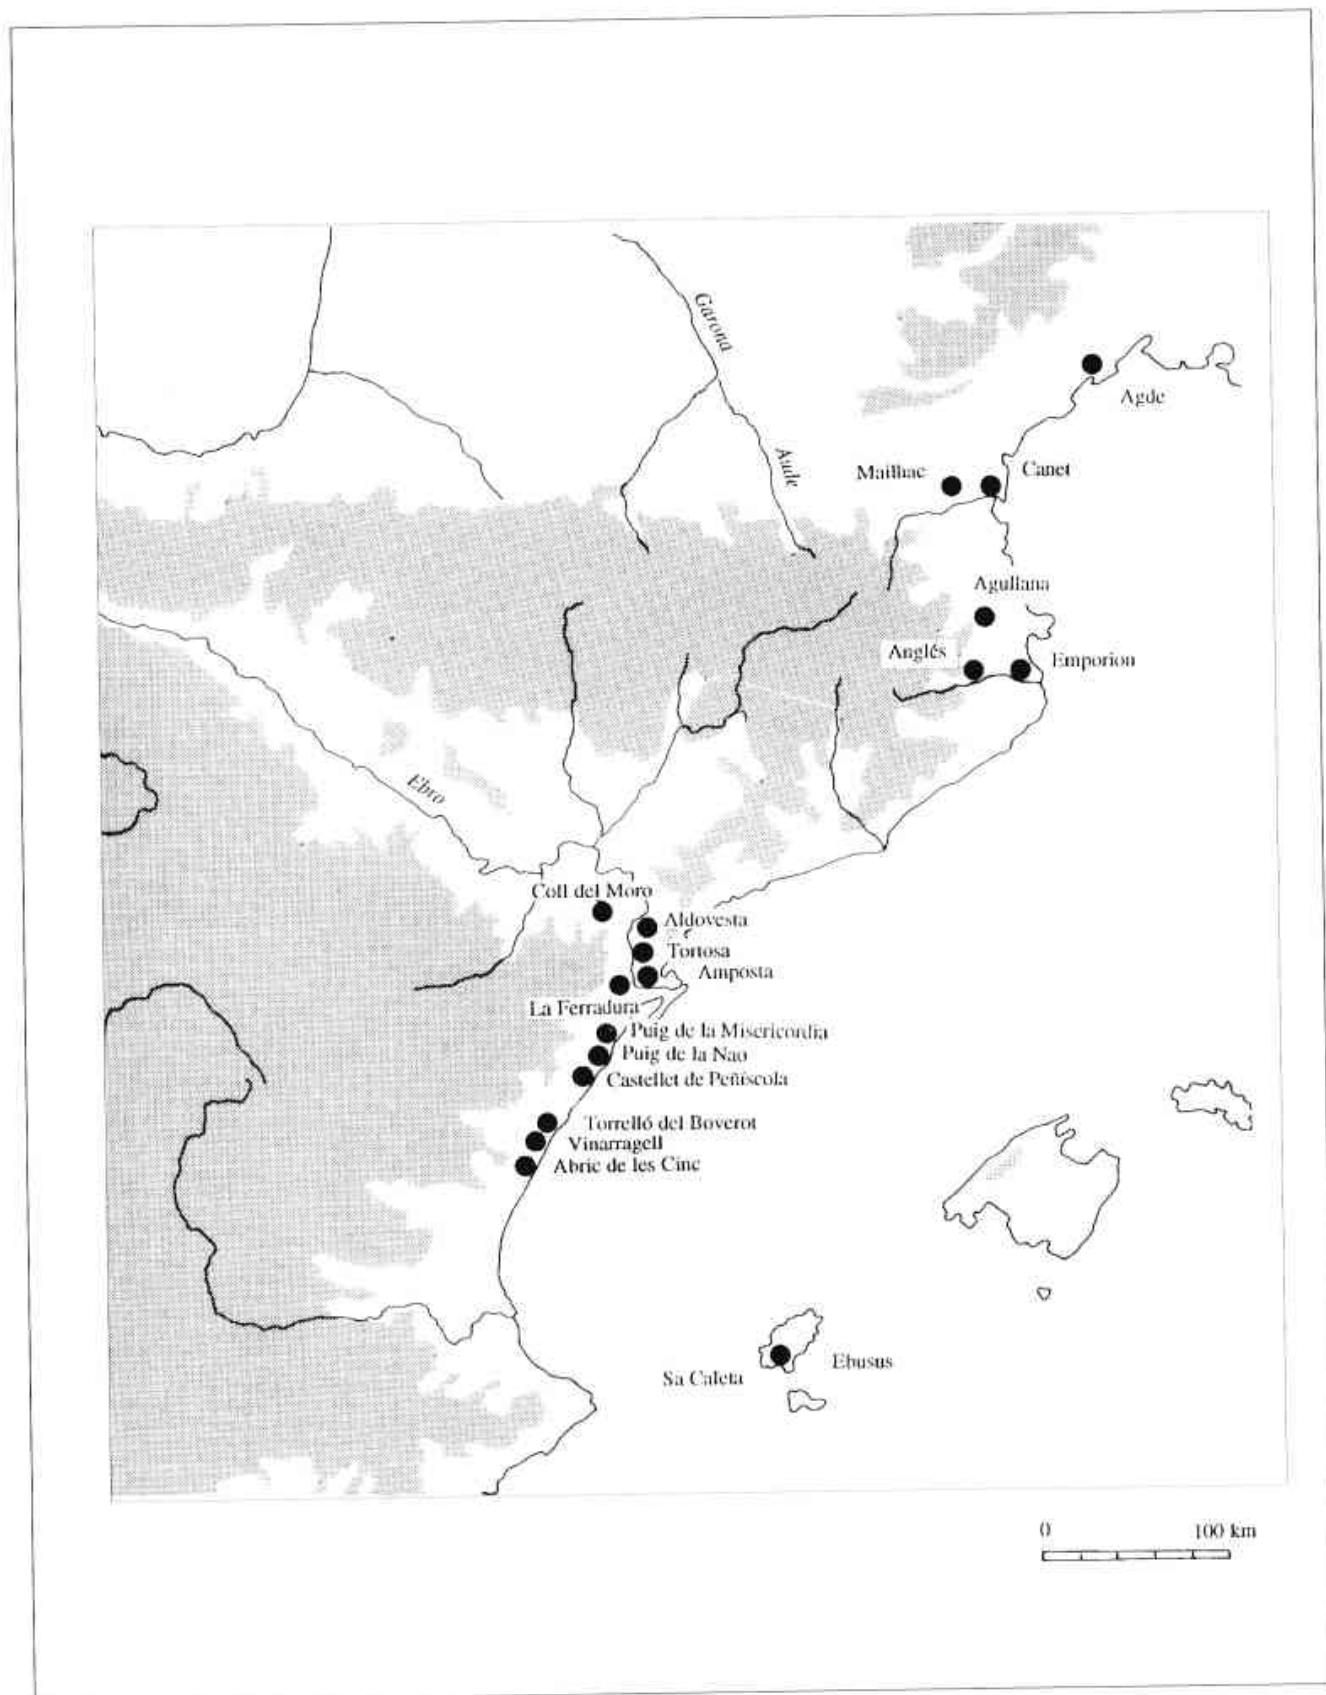 Garona
Agde
Aude
Mailhac
Canet
Agullana
Anglés
Emporion
Ebro
Coll del Moro
Aldovesta
Tortosa
Amposta
La Ferradura
Puig de la Misericordia
Puig de la Nao
Castellet de Peñíscola
Torrelló del Boverot
Vinarragell
Abric de les Cinc
Ebusus
Sa Caleta
0 100 km